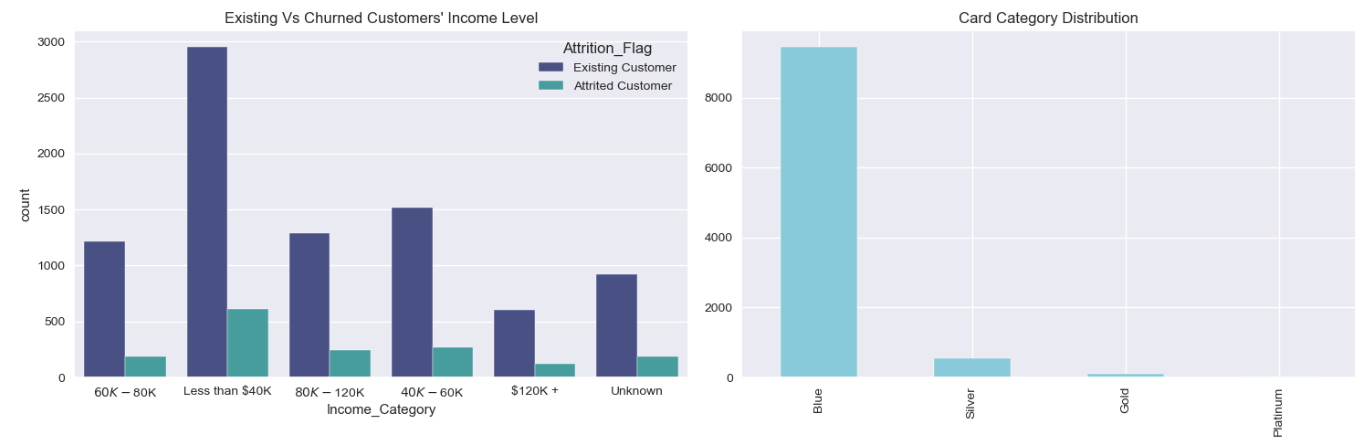 Existing Vs Churned Customers' Income Level
Attrition_Flag
Existing Customer
Attrited Customer
3000
2500
2000
1500
1000
500
0
count
60K − 80K
Less than $40K
80K − 120K
40K − 60K
$120K +
Unknown
Income_Category
Card Category Distribution
8000
6000
4000
2000
0
Blue
Silver
Gold
Platinum